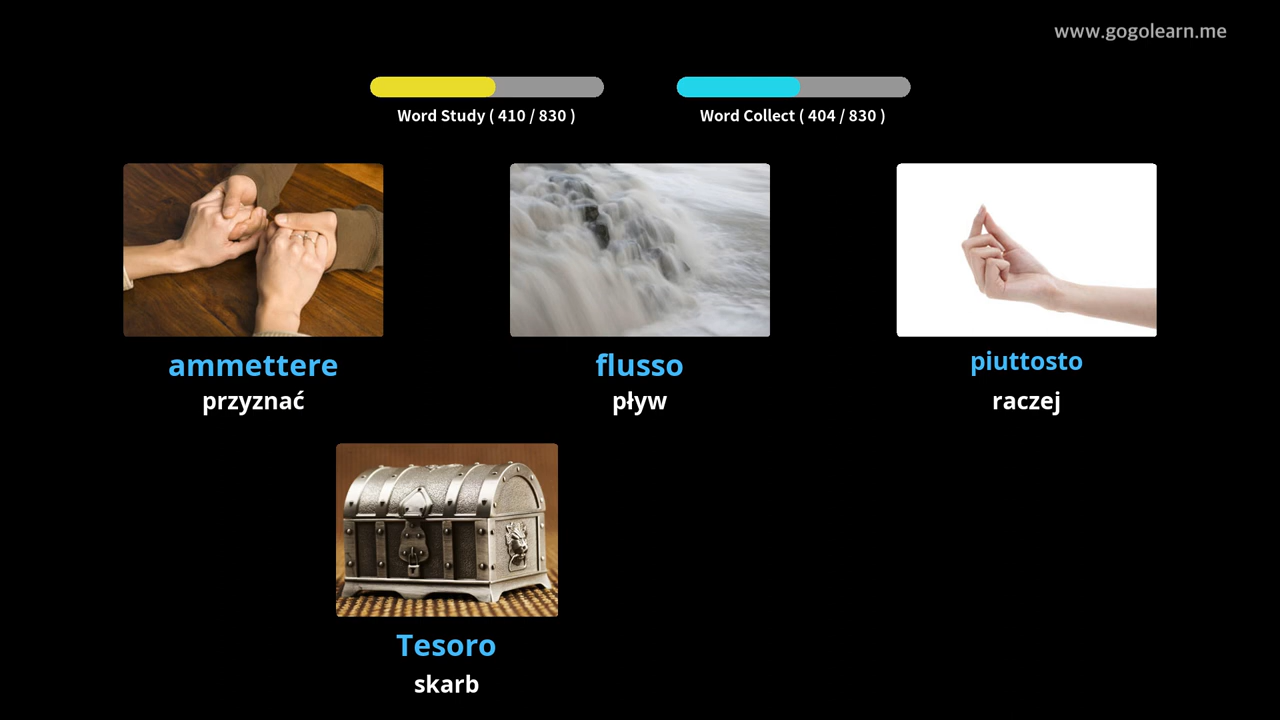 www.gogolearn.me
Word Study ( 410 / 830 )
Word Collect ( 404 / 830 )
ammettere
przyznać
flusso
pływ
piuttosto
raczej
Tesoro
skarb